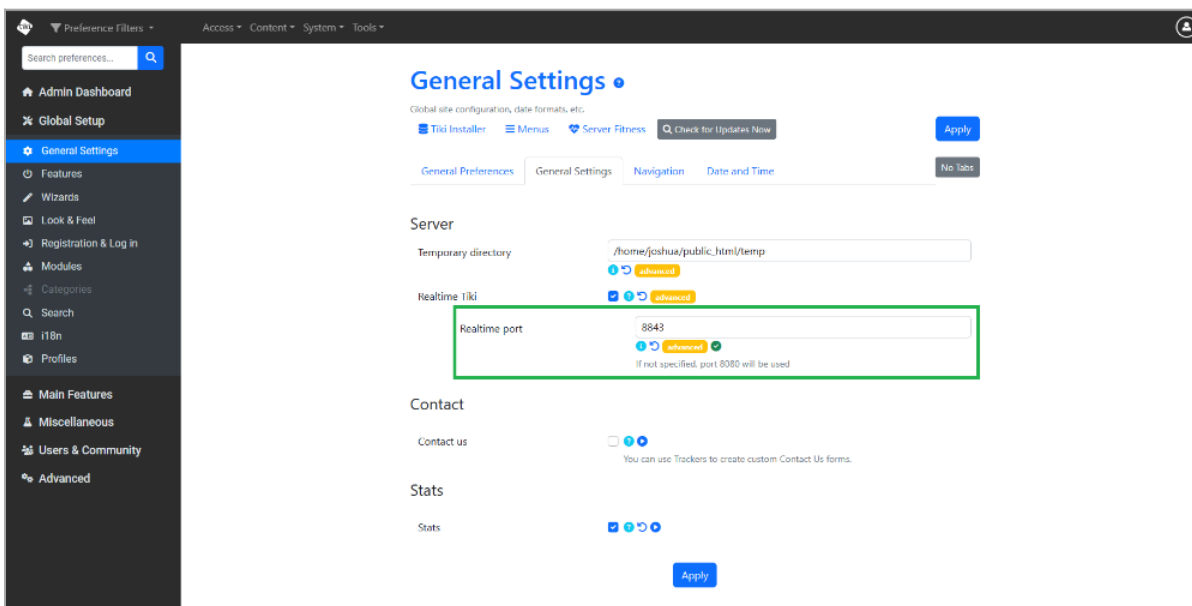 Preference Filters
Access Content System Tools
Search preferences...
Admin Dashboard
Global Setup
General Settings
Features
Wizards
Look & Feel
Registration & Log in
Modules
Categories
Search
i18n
Profiles
Main Features
Miscellaneous
Users & Community
Advanced
General Settings
Global site configuration, date formats, etc.
Tiki Installer Menus Server Fitness Check for Updates Now Apply
General Preferences General Settings Navigation Date and Time No Tabs
Server
Temporary directory /home/joshua/public_html/temp
advanced
Realtime Tiki advanced
Realtime port 8843
advanced
If not specified, port 8080 will be used
Contact
Contact us
You can use Trackers to create custom Contact Us forms.
Stats
Stats
Apply